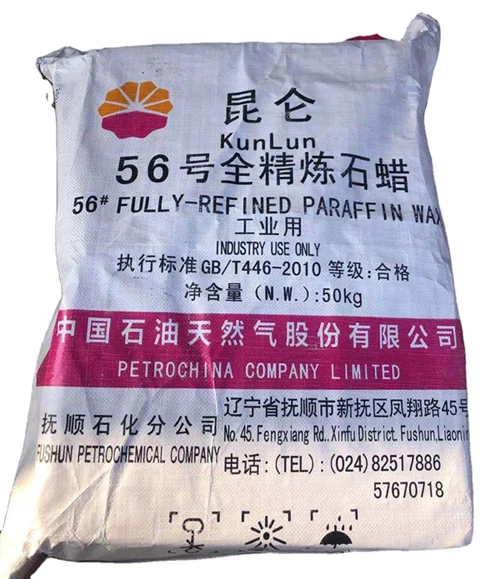 昆仑
KunLun
56号全精炼石蜡
56# FULLY-REFINED PARAFFIN WAX
工业用
INDUSTRY USE ONLY
执行标准GB/T446-2010 等级:合格
净含量 (N.W.):50kg
中国石油天然气股份有限公司
PETROCHINA COMPANY LIMITED
抚顺石化分公司
FUSHUN PETROCHEMICAL COMPANY
辽宁省抚顺市新抚区凤翔路45号
No.45.Fengxiang Rd.Xinfu District.Fushun,Liaonin
电话:(TEL):(024)82517886
57670718